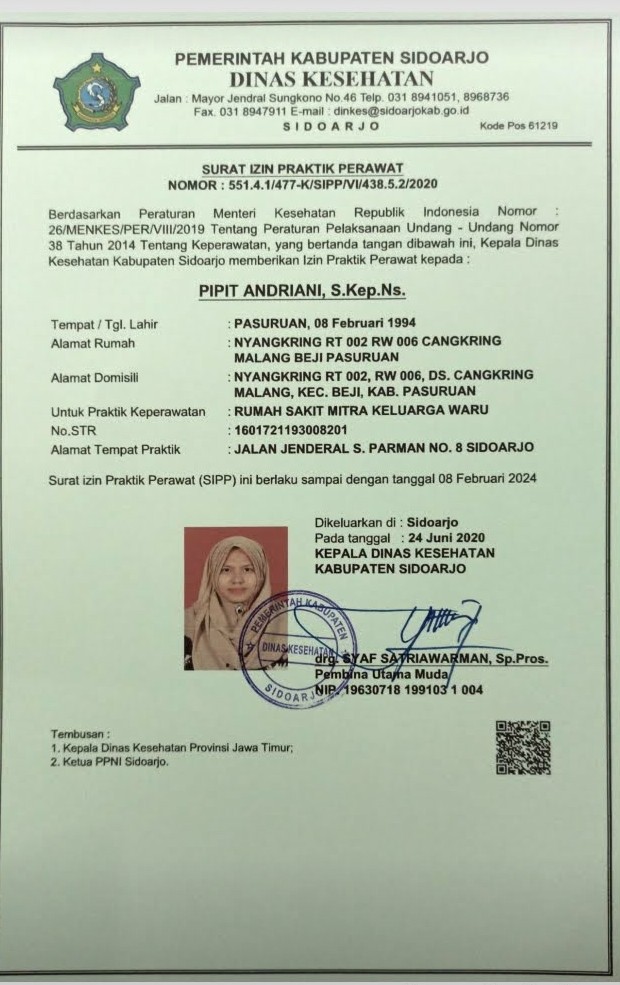 PEMERINTAH KABUPATEN SIDOARJO
DINAS KESEHATAN
Jalan : Mayor Jendral Sungkono No.46 Telp. 031 8941051, 8968736
Fax. 031 8947911 E-mail : dinkes@sidoarjokab.go.id
SIDOARJO Kode Pos 61219
SURAT IZIN PRAKTIK PERAWAT
NOMOR : 551.4.1/477-K/SIPP/VI/438.5.2/2020
Berdasarkan Peraturan Menteri Kesehatan Republik Indonesia Nomor :
26/MENKES/PER/VIII/2019 Tentang Peraturan Pelaksanaan Undang - Undang Nomor
38 Tahun 2014 Tentang Keperawatan, yang bertanda tangan dibawah ini, Kepala Dinas
Kesehatan Kabupaten Sidoarjo memberikan Izin Praktik Perawat kepada :
PIPIT ANDRIANI, S.Kep.Ns.
Tempat / Tgl. Lahir : PASURUAN, 08 Februari 1994
Alamat Rumah : NYANGKRING RT 002 RW 006 CANGKRING
MALANG BEJI PASURUAN
Alamat Domisili : NYANGKRING RT 002, RW 006, DS. CANGKRING
MALANG, KEC. BEJI, KAB. PASURUAN
Untuk Praktik Keperawatan : RUMAH SAKIT MITRA KELUARGA WARU
No.STR : 1601721193008201
Alamat Tempat Praktik : JALAN JENDERAL S. PARMAN NO. 8 SIDOARJO
Surat izin Praktik Perawat (SIPP) ini berlaku sampai dengan tanggal 08 Februari 2024
Dikeluarkan di : Sidoarjo
Pada tanggal : 24 Juni 2020
KEPALA DINAS KESEHATAN
KABUPATEN SIDOARJO
PEMERINTAH KABUPATEN
DINAS KESEHATAN
SIDOARJO
drg. SYAF SATRIAWARMAN, Sp.Pros.
Pembina Utama Muda
NIP. 19630718 199103 1 004
Tembusan :
1. Kepala Dinas Kesehatan Provinsi Jawa Timur;
2. Ketua PPNI Sidoarjo.